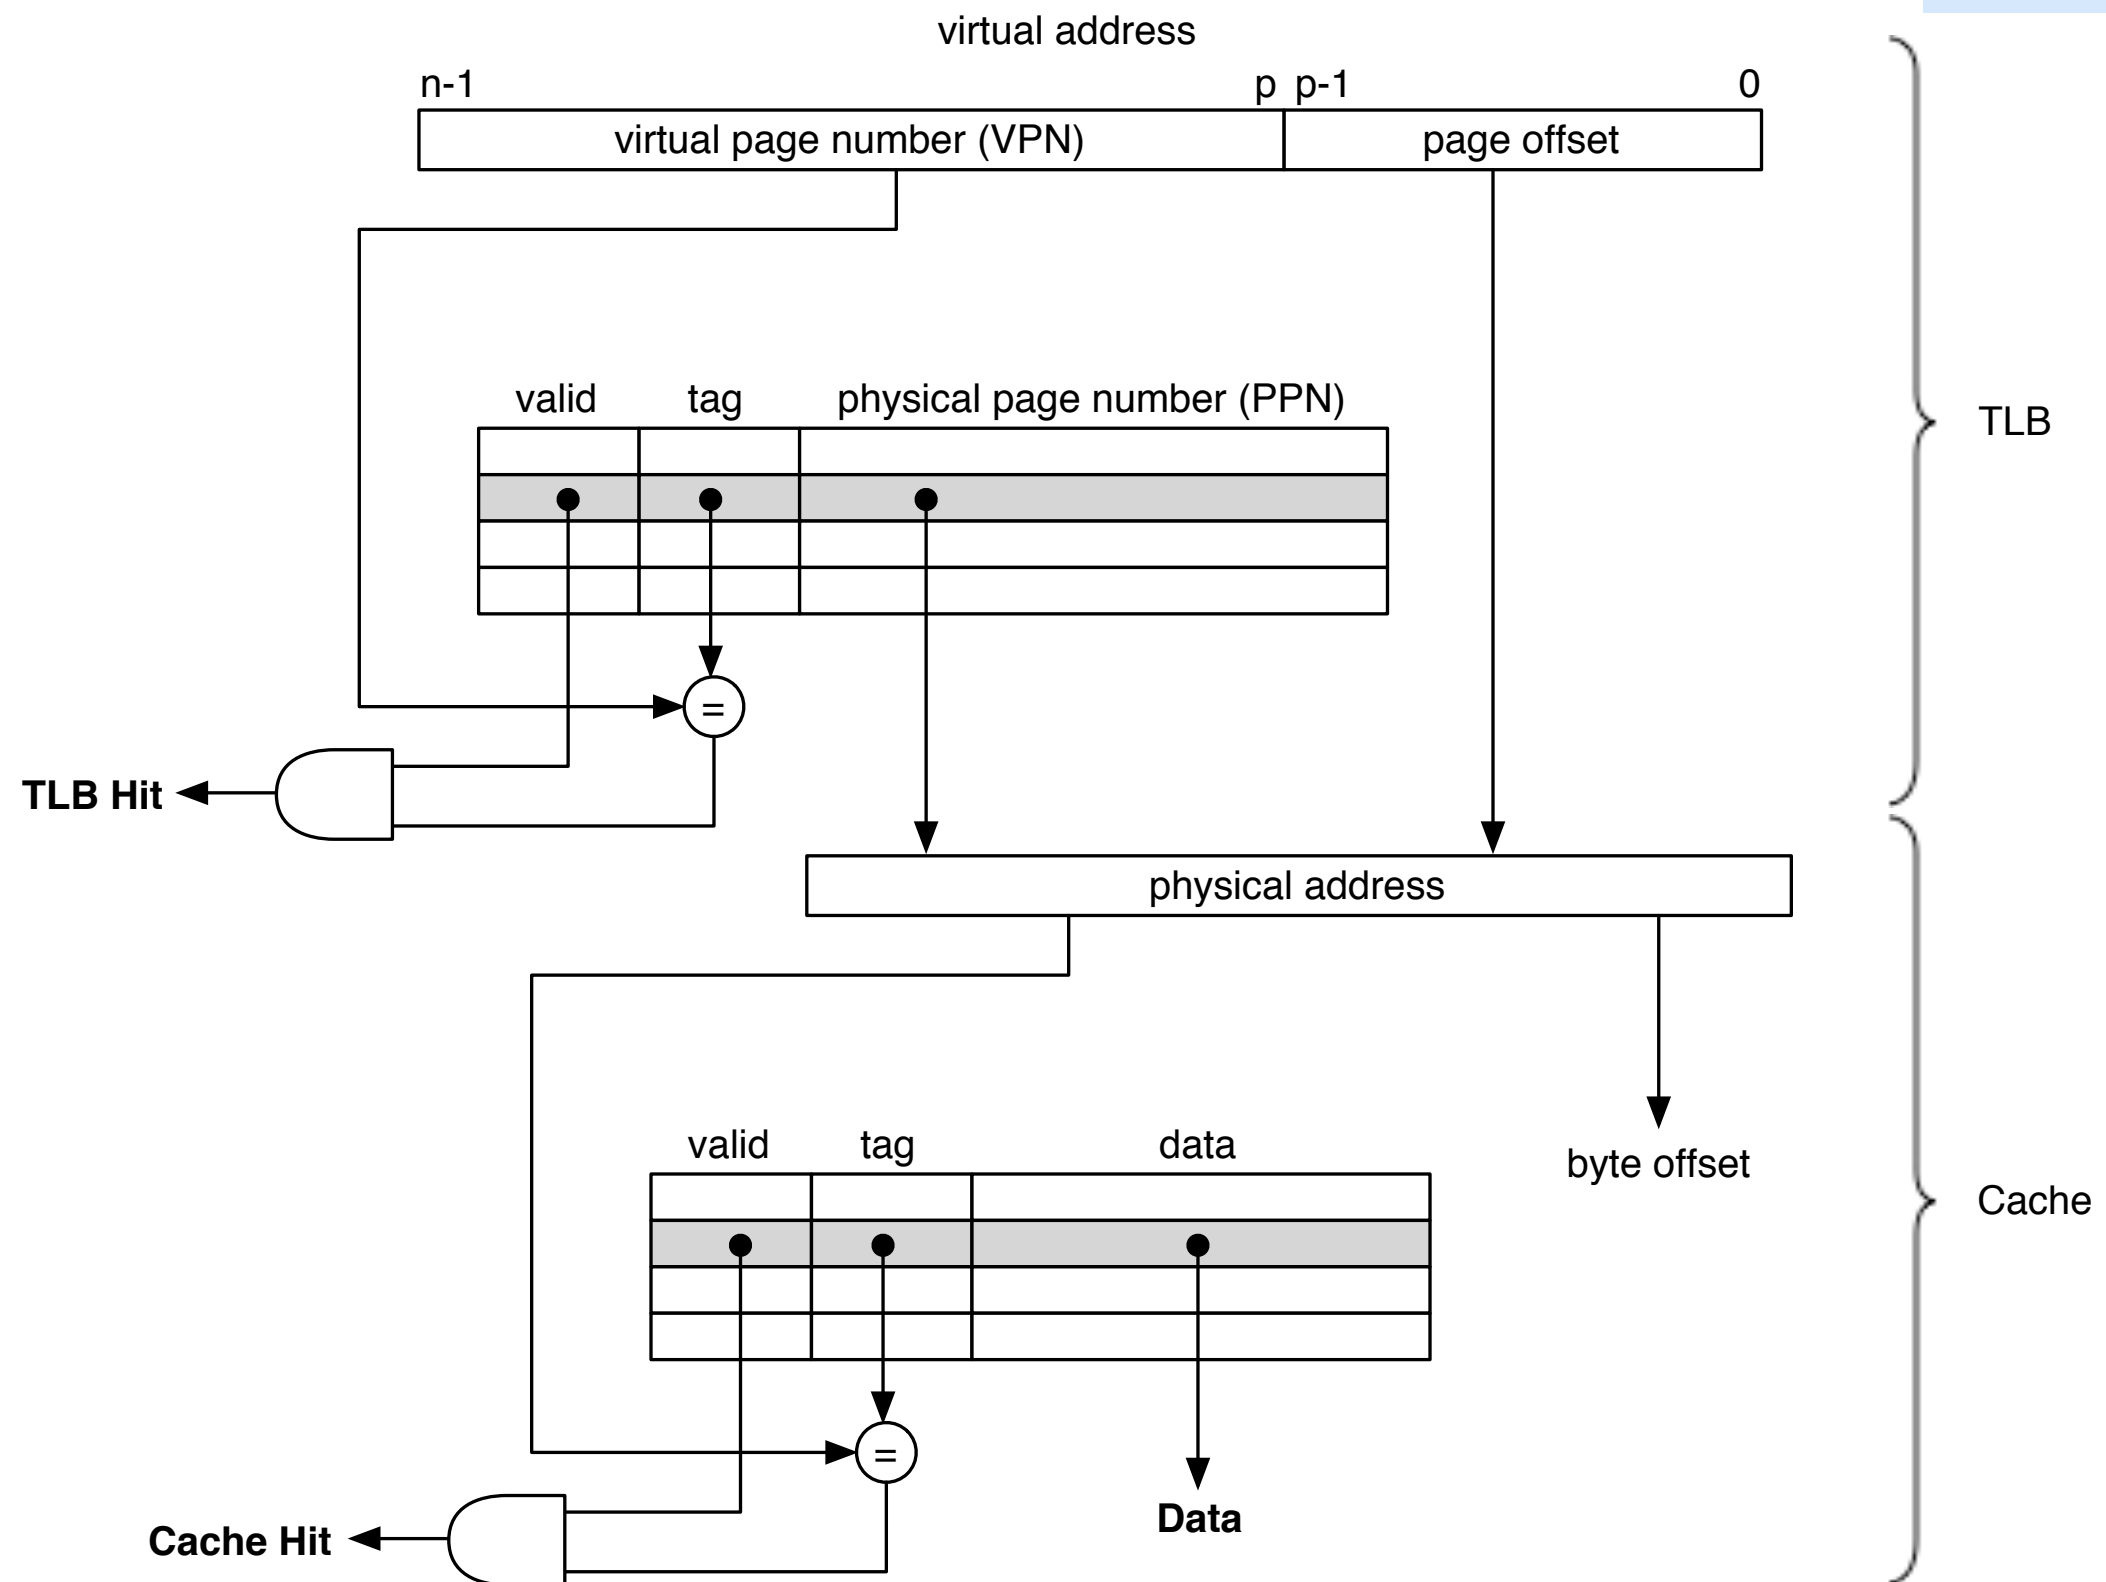 virtual address
n-1 p p-1 0
virtual page number (VPN) page offset
valid tag physical page number (PPN)
TLB
=
TLB Hit
physical address
valid tag data
byte offset
Cache
=
Data
Cache Hit